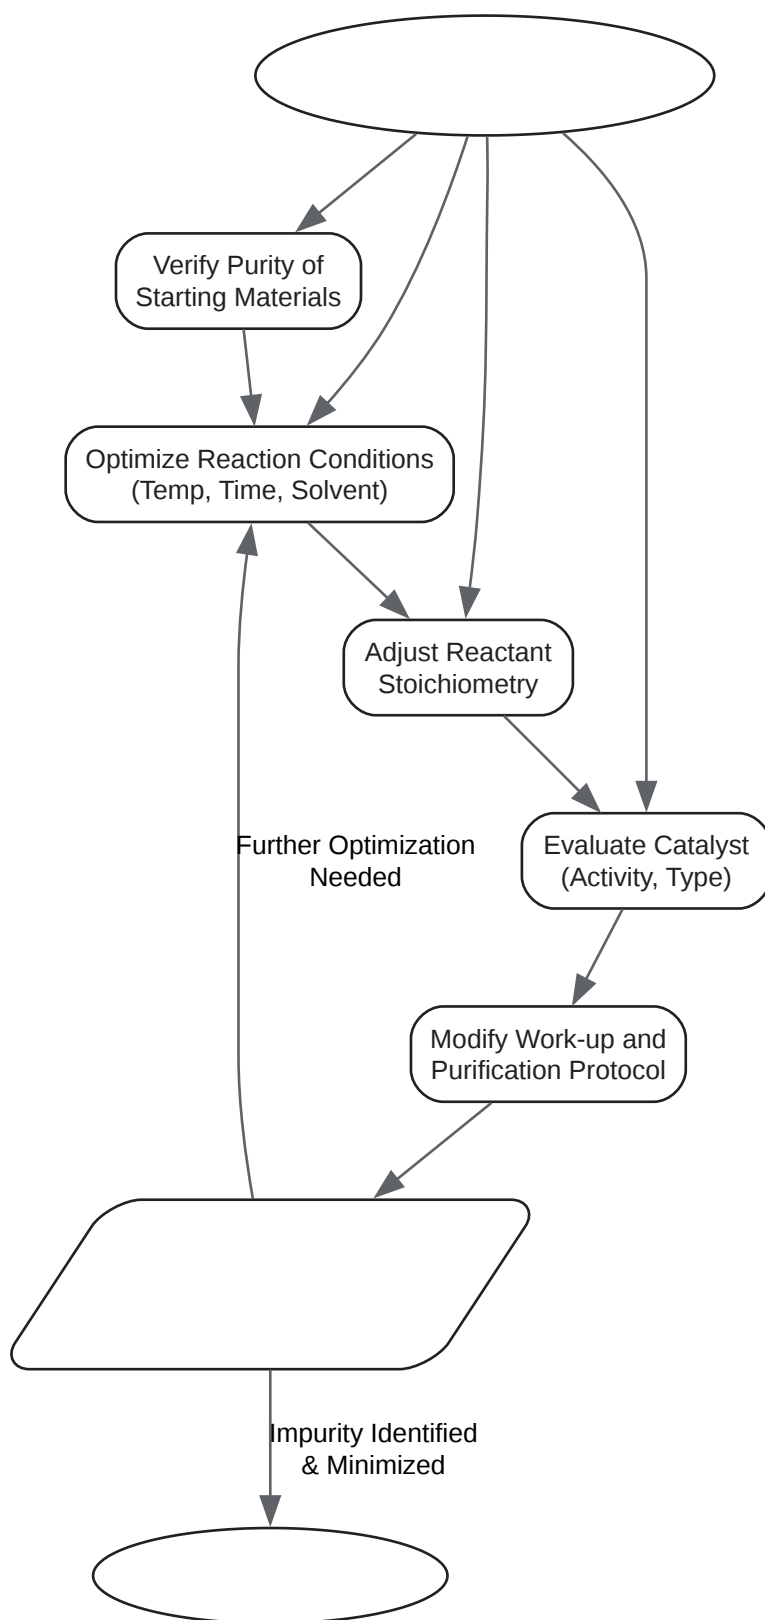 Verify Purity of
Starting Materials
Optimize Reaction Conditions
(Temp, Time, Solvent)
Adjust Reactant
Stoichiometry
Further Optimization
Needed
Evaluate Catalyst
(Activity, Type)
Modify Work-up and
Purification Protocol
Impurity Identified
& Minimized